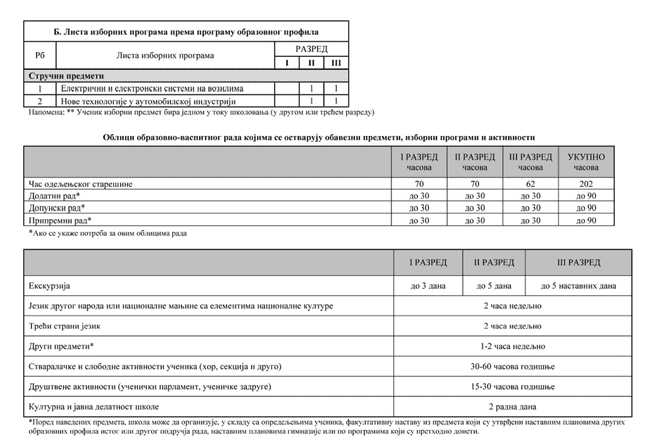 Б. Листа изборних програма према програму образовног профила
Рб Листа изборних програма РАЗРЕД
I II III
Стручни предмети
1 Електрични и електронски системи на возилима 1 1
2 Нове технологије у аутомобилској индустрији 1 1
Напомена: ** Ученик изборни предмет бира једном у току школовања (у другом или трећем разреду)
Облици образовно-васпитног рада којима се остварују обавезни предмети, изборни програми и активности
I РАЗРЕД часова II РАЗРЕД часова III РАЗРЕД часова УКУПНО часова
Час одељенског старешине 70 70 62 202
Додатни рад* до 30 до 30 до 30 до 90
Допунски рад* до 30 до 30 до 30 до 90
Припремни рад* до 30 до 30 до 30 до 90
*Ако се укаже потреба за овим облицима рада
I РАЗРЕД II РАЗРЕД III РАЗРЕД
Екскурзија до 3 дана до 5 дана до 5 наставних дана
Језик другог народа или националне мањине са елементима националне културе 2 часа недељно
Трећи страни језик 2 часа недељно
Други предмети* 1-2 часа недељно
Стваралачке и слободне активности ученика (хор, секција и друго) 30-60 часова годишње
Друштвене активности (ученички парламент, ученичке задруге) 15-30 часова годишње
Културна и јавна делатност школе 2 радна дана
*Поред наведених предмета, школа може да организује, у складу са опредељењима ученика, факултативну наставу из предмета који су утврђени наставним плановима других
образовних профила истог или другог подручја рада, наставним плановима гимназије или по програмима који су претходно донети.